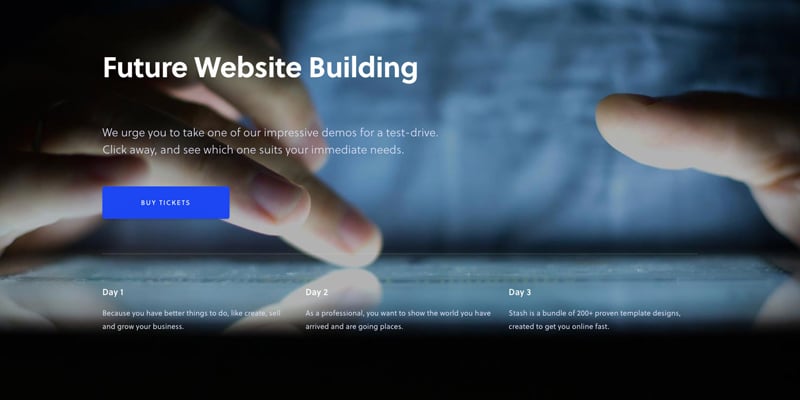 Future Website Building
We urge you to take one of our impressive demos for a test-drive.
Click away, and see which one suits your immediate needs.
BUY TICKETS
Day 1
Because you have better things to do, like create, sell
and grow your business.
Day 2
As a professional, you want to show the world you have
arrived and are going places.
Day 3
Stash is a bundle of 200+ proven template designs,
created to get you online fast.